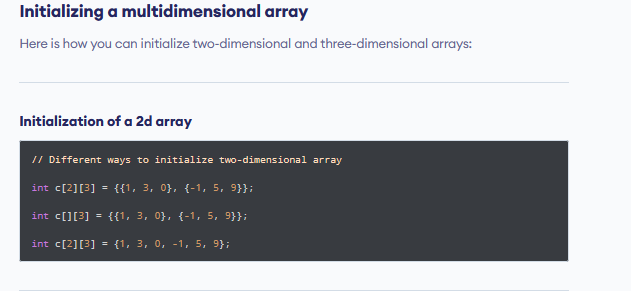 Initializing a multidimensional array
Here is how you can initialize two-dimensional and three-dimensional arrays:
Initialization of a 2d array
// Different ways to initialize two-dimensional array
int c[2][3] = {{1, 3, 0}, {-1, 5, 9}};
int c[][3] = {{1, 3, 0}, {-1, 5, 9}};
int c[2][3] = {1, 3, 0, -1, 5, 9};